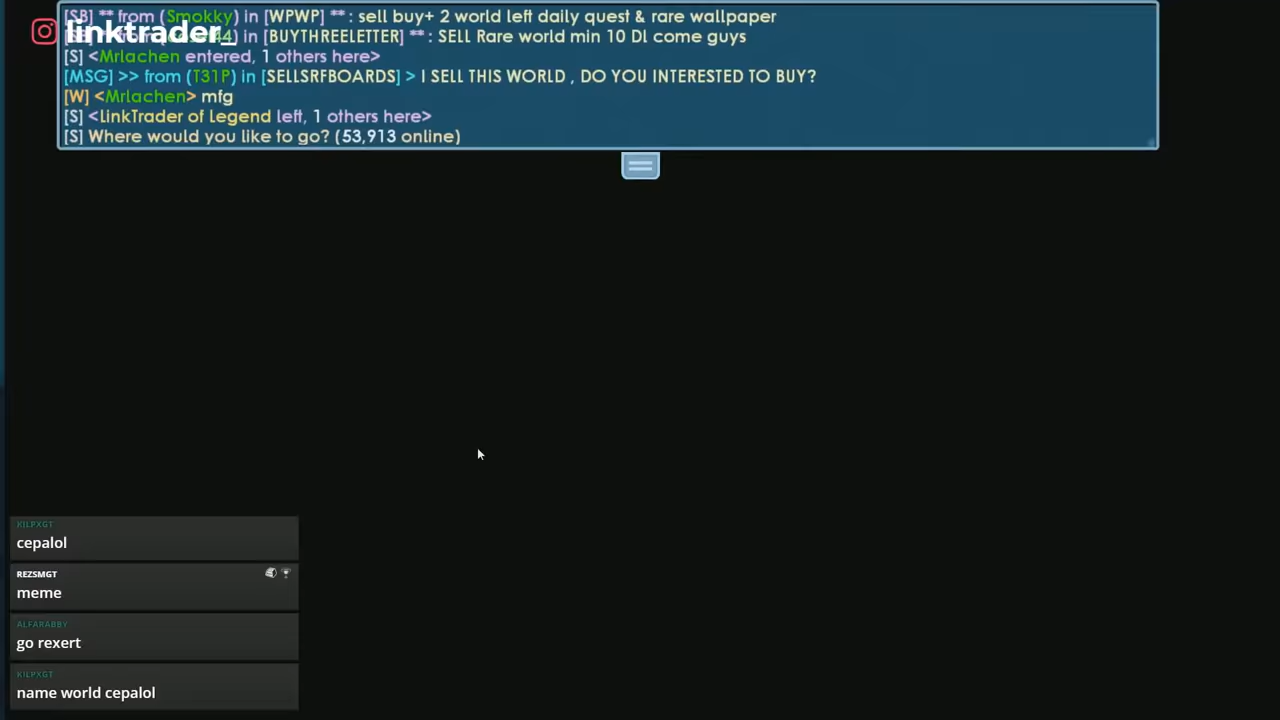 [SB] ** from (Smokky) in [WPWP] ** : sell buy+ 2 world left daily quest & rare wallpaper
linktrader_
44) in [BUYTHREELETTER] ** : SELL Rare world min 10 Dl come guys
[S] <Mrlachen entered, 1 others here>
[MSG] >> from (T31P) in [SELLSRFBOARDS] > I SELL THIS WORLD , DO YOU INTERESTED TO BUY?
[W] <Mrlachen> mfg
[S] <LinkTrader of Legend left, 1 others here>
[S] Where would you like to go? (53,913 online)
KILPXGT
cepalol
REZSMGT
meme
ALFARABBY
go rexert
KILPXGT
name world cepalol